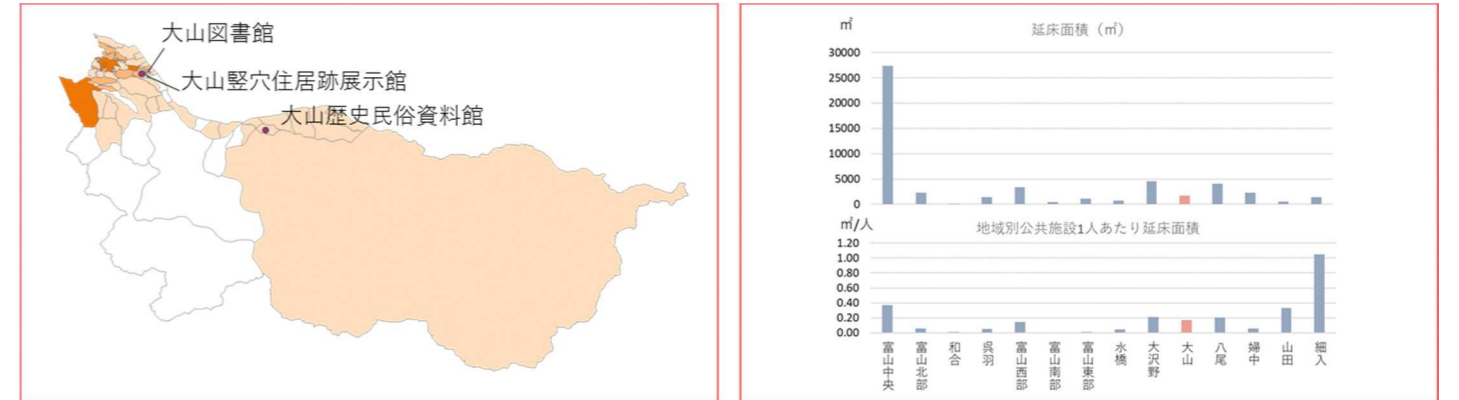 大山図書館
大山竪穴住居跡展示館
大山歴史民俗資料館
㎡
延床面積（㎡）
30000
25000
20000
15000
10000
5000
0
㎡/人
地域別公共施設1人あたり延床面積
1.20
1.00
0.80
0.60
0.40
0.20
0.00
富山中央
富山北部
和合
呉羽
富山西部
富山南部
富山東部
水橋
大沢野
大山
八尾
婦中
山田
細入